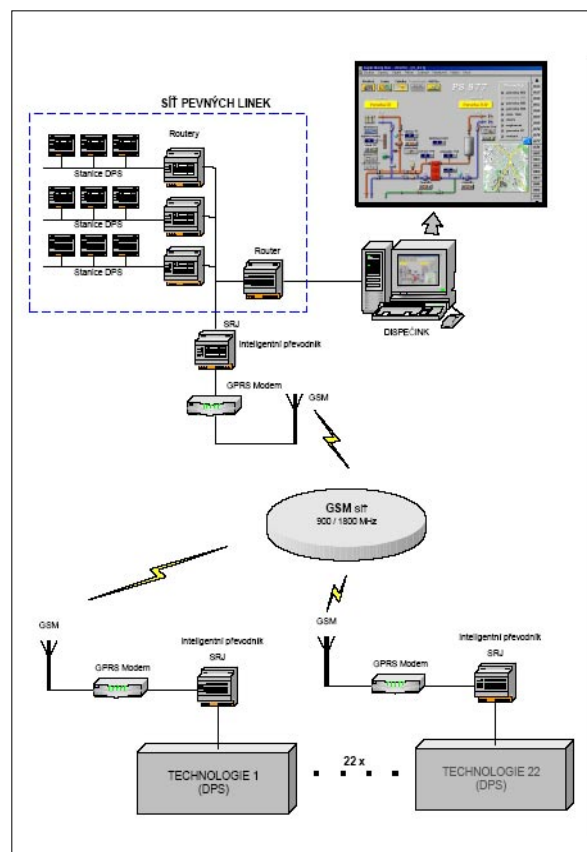 PS 977
SÍŤ PEVNÝCH LINEK
Routery
Stanice DPS
Stanice DPS
Stanice DPS
Router
DISPEČINK
SRJ
Inteligentní převodník
GPRS Modem
GSM
GSM síť
900 / 1800 MHz
GSM
GSM
Inteligentní převodník
SRJ
GPRS Modem
Inteligentní převodník
SRJ
GPRS Modem
22 x
TECHNOLOGIE 1
(DPS)
TECHNOLOGIE 22
(DPS)